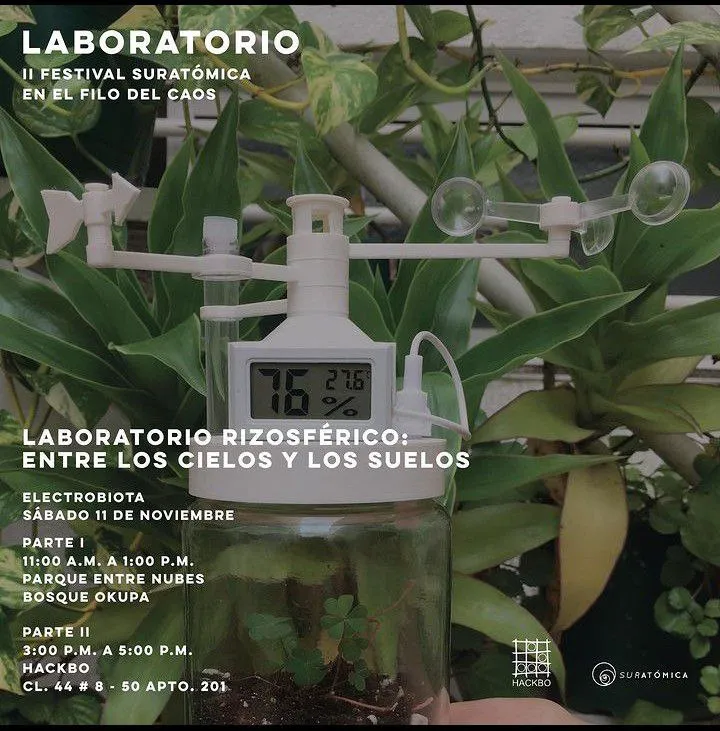 LABORATORIO
II FESTIVAL SURATÓMICA
EN EL FILO DEL CAOS
76 %
27.6°
LABORATORIO RIZOSFÉRICO:
ENTRE LOS CIELOS Y LOS SUELOS
ELECTROBIOTA
SÁBADO 11 DE NOVIEMBRE
PARTE I
11:00 A.M. A 1:00 P.M.
PARQUE ENTRE NUBES
BOSQUE OKUPA
PARTE II
3:00 P.M. A 5:00 P.M.
HACKBO
CL. 44 # 8 - 50 APTO. 201
HACKBO
SURATÓMICA